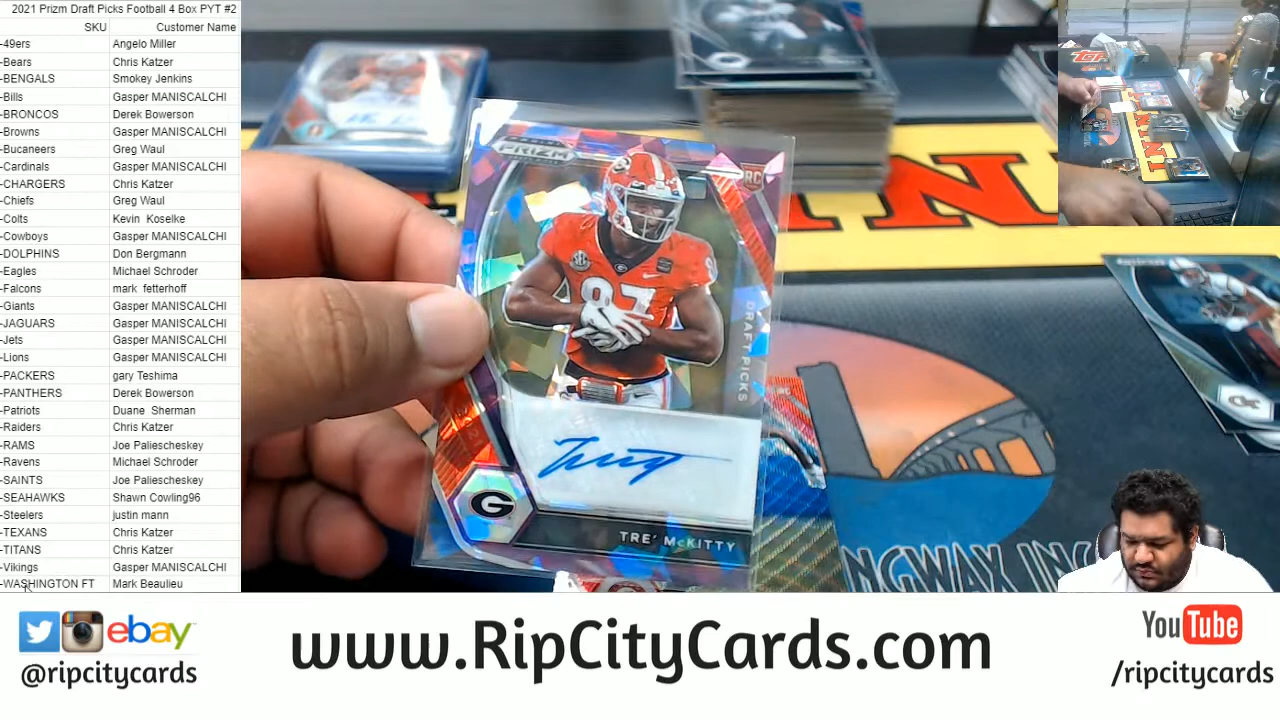 2021 Prizm Draft Picks Football 4 Box PYT #2
SKU Customer Name
-49ers Angelo Miller
-Bears Chris Katzer
-BENGALS Smokey Jenkins
-Bills Gasper MANISCALCHI
-BRONCOS Derek Bowerson
-Browns Gasper MANISCALCHI
-Bucaneers Greg Waul
-Cardinals Gasper MANISCALCHI
-CHARGERS Chris Katzer
-Chiefs Greg Waul
-Colts Kevin Koselke
-Cowboys Gasper MANISCALCHI
-DOLPHINS Don Bergmann
-Eagles Michael Schroder
-Falcons mark fetterhoff
-Giants Gasper MANISCALCHI
-JAGUARS Gasper MANISCALCHI
-Jets Gasper MANISCALCHI
-Lions Gasper MANISCALCHI
-PACKERS gary Teshima
-PANTHERS Derek Bowerson
-Patriots Duane Sherman
-Raiders Chris Katzer
-RAMS Joe Paliescheskey
-Ravens Michael Schroder
-SAINTS Joe Paliescheskey
-SEAHAWKS Shawn Cowling96
-Steelers justin mann
-TEXANS Chris Katzer
-TITANS Chris Katzer
-Vikings Gasper MANISCALCHI
-WASHINGTON FT Mark Beaulieu
PRIZM
RC
SEC
G
87
DRAFT PICKS
G
TRE' McKITTY
NGWAX INC
ebay
@ripcitycards
www.RipCityCards.com
YouTube
/ripcitycards